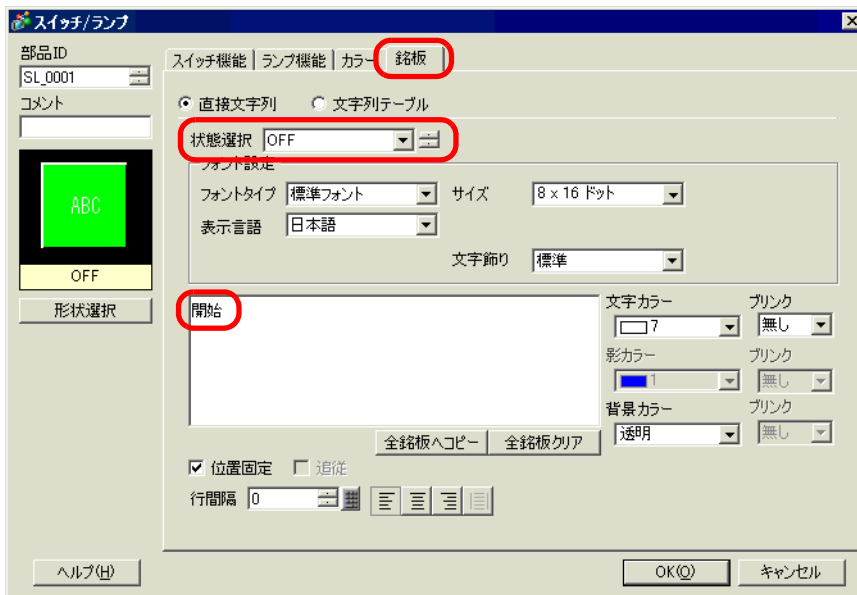 スイッチ/ランプ
部品ID
SL_0001
コメント
ABC
OFF
形状選択
スイッチ機能 ランプ機能 カラー 銘板
直接文字列 文字列テーブル
状態選択 OFF
フォント設定
フォントタイプ 標準フォント サイズ 8 x 16 ドット
表示言語 日本語
文字飾り 標準
開始
文字カラー ブリンク
7 無し
影カラー ブリンク
1 無し
背景カラー ブリンク
透明 無し
全銘板へコピー 全銘板クリア
位置固定 追従
行間隔 0
ヘルプ(H) OK(O) キャンセル